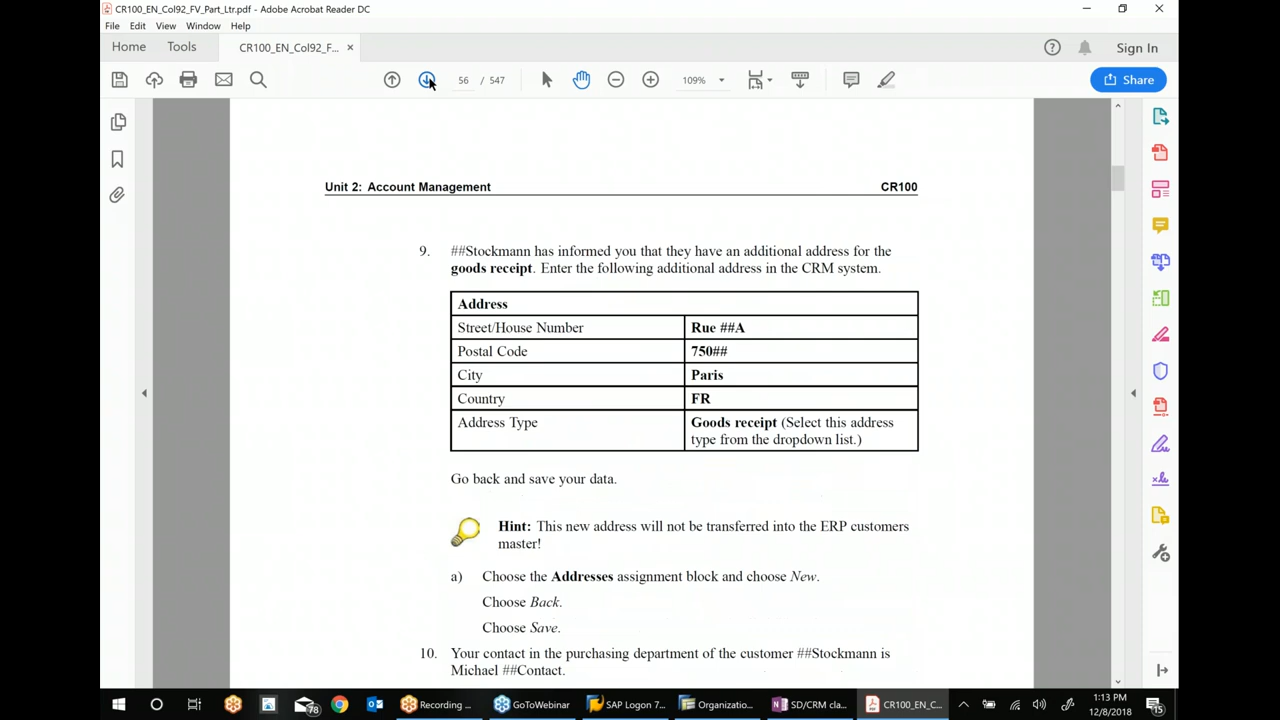 CR100_EN_Col92_FV_Part_Ltr.pdf - Adobe Acrobat Reader DC
File Edit View Window Help
Home Tools CR100_EN_Col92_F... × Sign In
56 / 547 109% Share
Unit 2: Account Management CR100
9. ##Stockmann has informed you that they have an additional address for the
goods receipt. Enter the following additional address in the CRM system.
Address
Street/House Number Rue ##A
Postal Code 750##
City Paris
Country FR
Address Type Goods receipt (Select this address
type from the dropdown list.)
Go back and save your data.
Hint: This new address will not be transferred into the ERP customers
master!
a) Choose the Addresses assignment block and choose New.
Choose Back.
Choose Save.
10. Your contact in the purchasing department of the customer ##Stockmann is
Michael ##Contact.
78 Recording ... GoToWebinar SAP Logon 7... Organizatio... SD/CRM cla... CR100_EN_C... 1:13 PM
12/8/2018 15